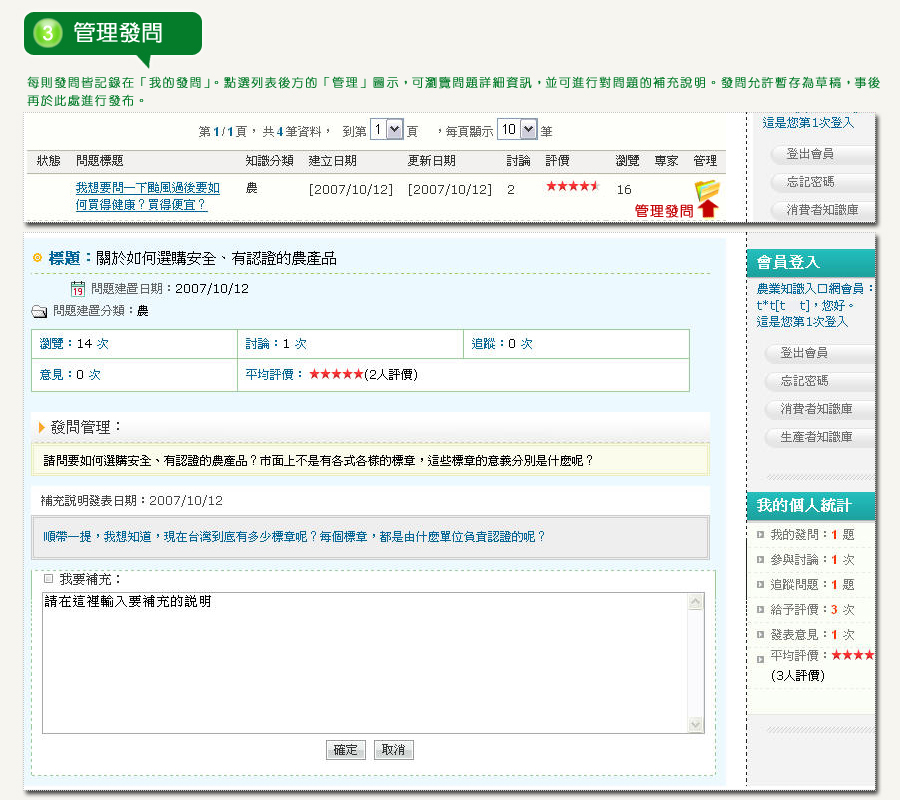 3 管理發問
每則發問皆記錄在「我的發問」。點選列表後方的「管理」圖示，可瀏覽問題詳細資訊，並可進行對問題的補充說明。發問允許暫存為草稿，事後
再於此處進行發布。
第1/1頁，共4筆資料， 到第 1 頁 ，每頁顯示 10 筆
狀態 問題標題 知識分類 建立日期 更新日期 討論 評價 瀏覽 專家 管理
我想要問一下颱風過後要如 農 [2007/10/12] [2007/10/12] 2 ★★★★★ 16
何買得健康？買得便宜？
管理發問
這是您第1次登入
登出會員
忘記密碼
消費者知識庫
標題：關於如何選購安全、有認證的農產品
19 問題建置日期：2007/10/12
問題建置分類：農
瀏覽：14 次 討論：1 次 追蹤：0 次
意見：0 次 平均評價：★★★★★(2人評價)
發問管理：
請問要如何選購安全、有認證的農產品？市面上不是有各式各樣的標章，這些標章的意義分別是什麼呢？
補充說明發表日期：2007/10/12
順帶一提，我想知道，現在台灣到底有多少標章呢？每個標章，都是由什麼單位負責認證的呢？
我要補充：
請在這裡輸入要補充的說明
確定 取消
會員登入
農業知識入口網會員：
t*t[t t]，您好。
這是您第1次登入
登出會員
忘記密碼
消費者知識庫
生產者知識庫
我的個人統計
我的發問：1 題
參與討論：1 次
追蹤問題：1 題
給予評價：3 次
發表意見：1 次
平均評價：★★★★
(3人評價)